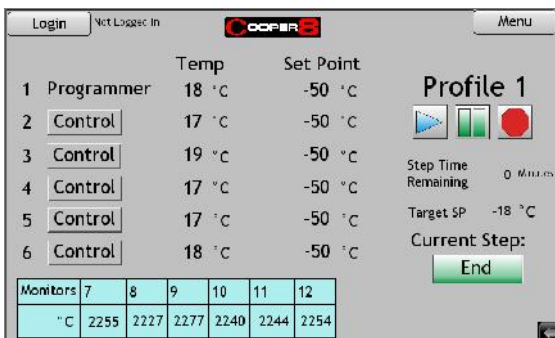 Login Not Logged In COOPER8 Menu
Temp Set Point
Profile 1
1 Programmer 18 °C -50 °C
2 Control 17 °C -50 °C
3 Control 19 °C -50 °C
4 Control 17 °C -50 °C
5 Control 17 °C -50 °C
6 Control 18 °C -50 °C
Step Time
Remaining 0 Minutes
Target SP -18 °C
Current Step:
End
Monitors 7 8 9 10 11 12
°C 2255 2227 2277 2240 2244 2254